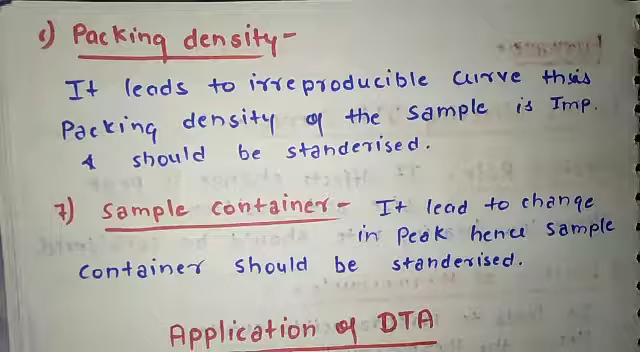 6) Packing density-
It leads to irreproducible curve this
Packing density of the sample is Imp.
& should be standerised.
7) Sample container- It lead to change
in Peak hence sample
container should be standerised.
Application of DTA